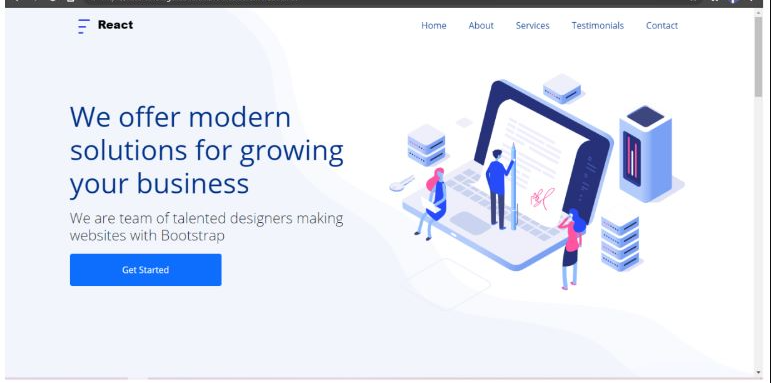 React
Home About Services Testimonials Contact
We offer modern
solutions for growing
your business
We are team of talented designers making
websites with Bootstrap
Get Started